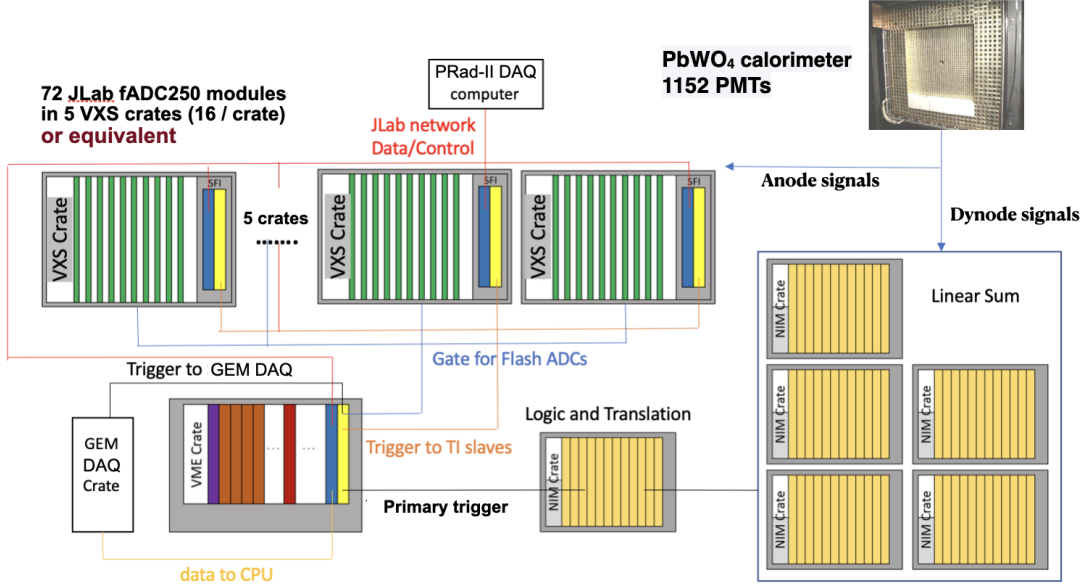 72 JLab fADC250 modules
in 5 VXS crates (16 / crate)
or equivalent
PRad-II DAQ
computer
PbWO₄ calorimeter
1152 PMTs
JLab network
Data/Control
Anode signals
Dynode signals
VXS Crate
SFI
5 crates
VXS Crate
SFI
VXS Crate
SFI
Linear Sum
NIM Crate
NIM Crate
NIM Crate
NIM Crate
NIM Crate
Gate for Flash ADCs
Trigger to GEM DAQ
Logic and Translation
GEM
DAQ
Crate
VME Crate
Trigger to TI slaves
NIM Crate
Primary trigger
data to CPU